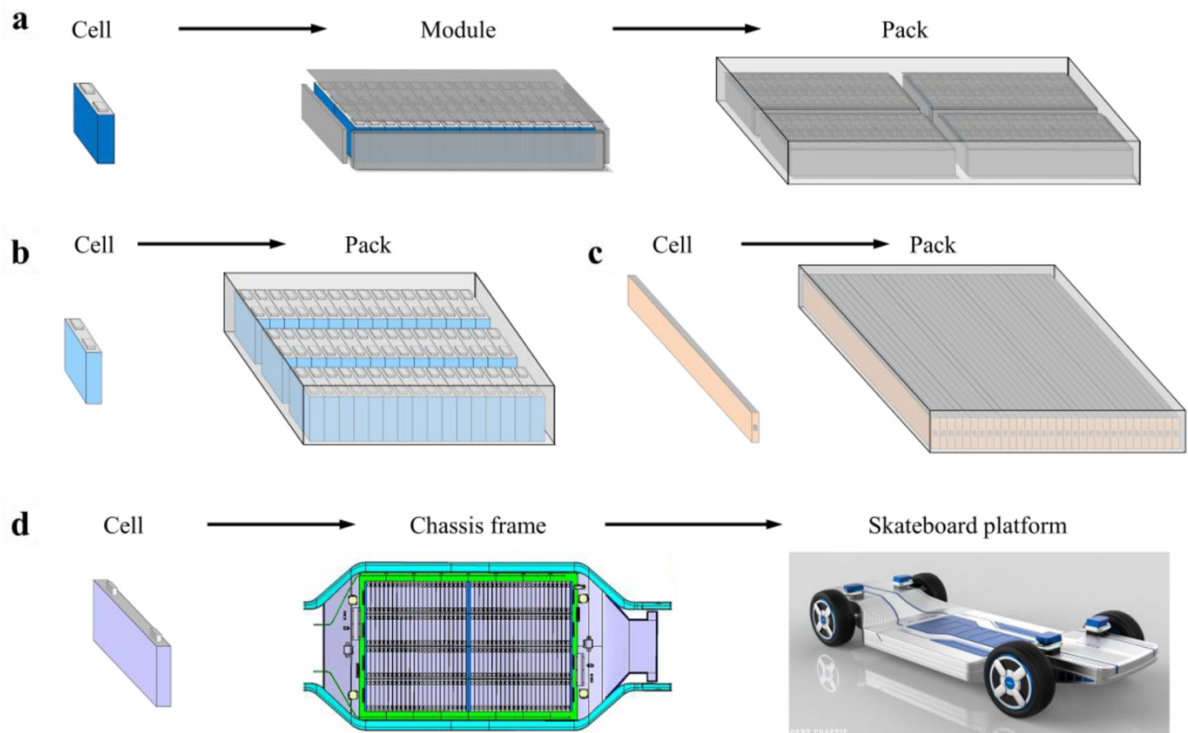 a
Cell Module Pack
b
Cell Pack
c
Cell Pack
d
Cell Chassis frame Skateboard platform